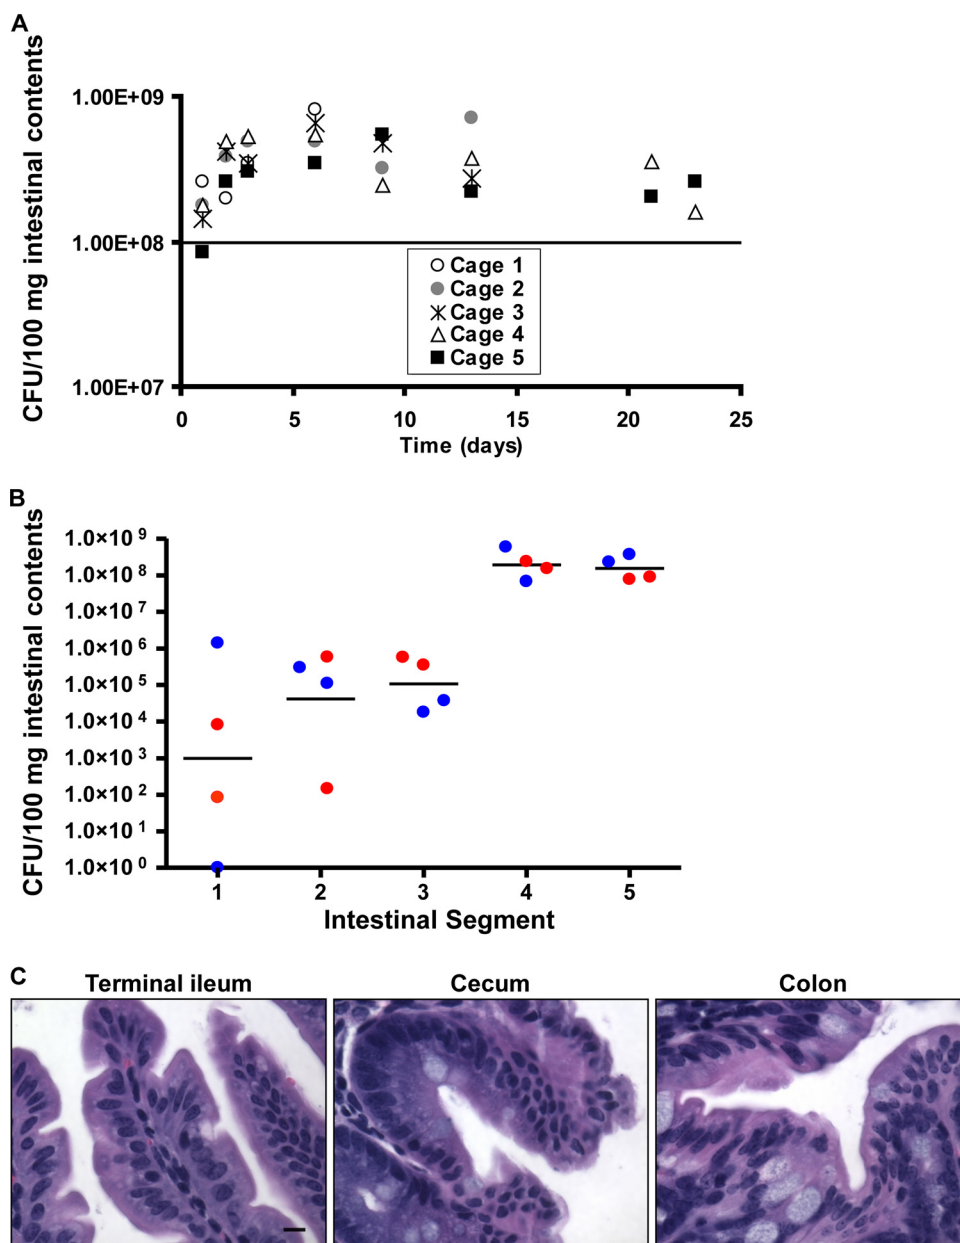 A
CFU/100 mg intestinal contents
1.00E+09
1.00E+08
1.00E+07
0 5 10 15 20 25
Time (days)
Cage 1
Cage 2
Cage 3
Cage 4
Cage 5
B
CFU/100 mg intestinal contents
1.0×10 9
1.0×10 8
1.0×10 7
1.0×10 6
1.0×10 5
1.0×10 4
1.0×10 3
1.0×10 2
1.0×10 1
1.0×10 0
1 2 3 4 5
Intestinal Segment
C
Terminal ileum Cecum Colon